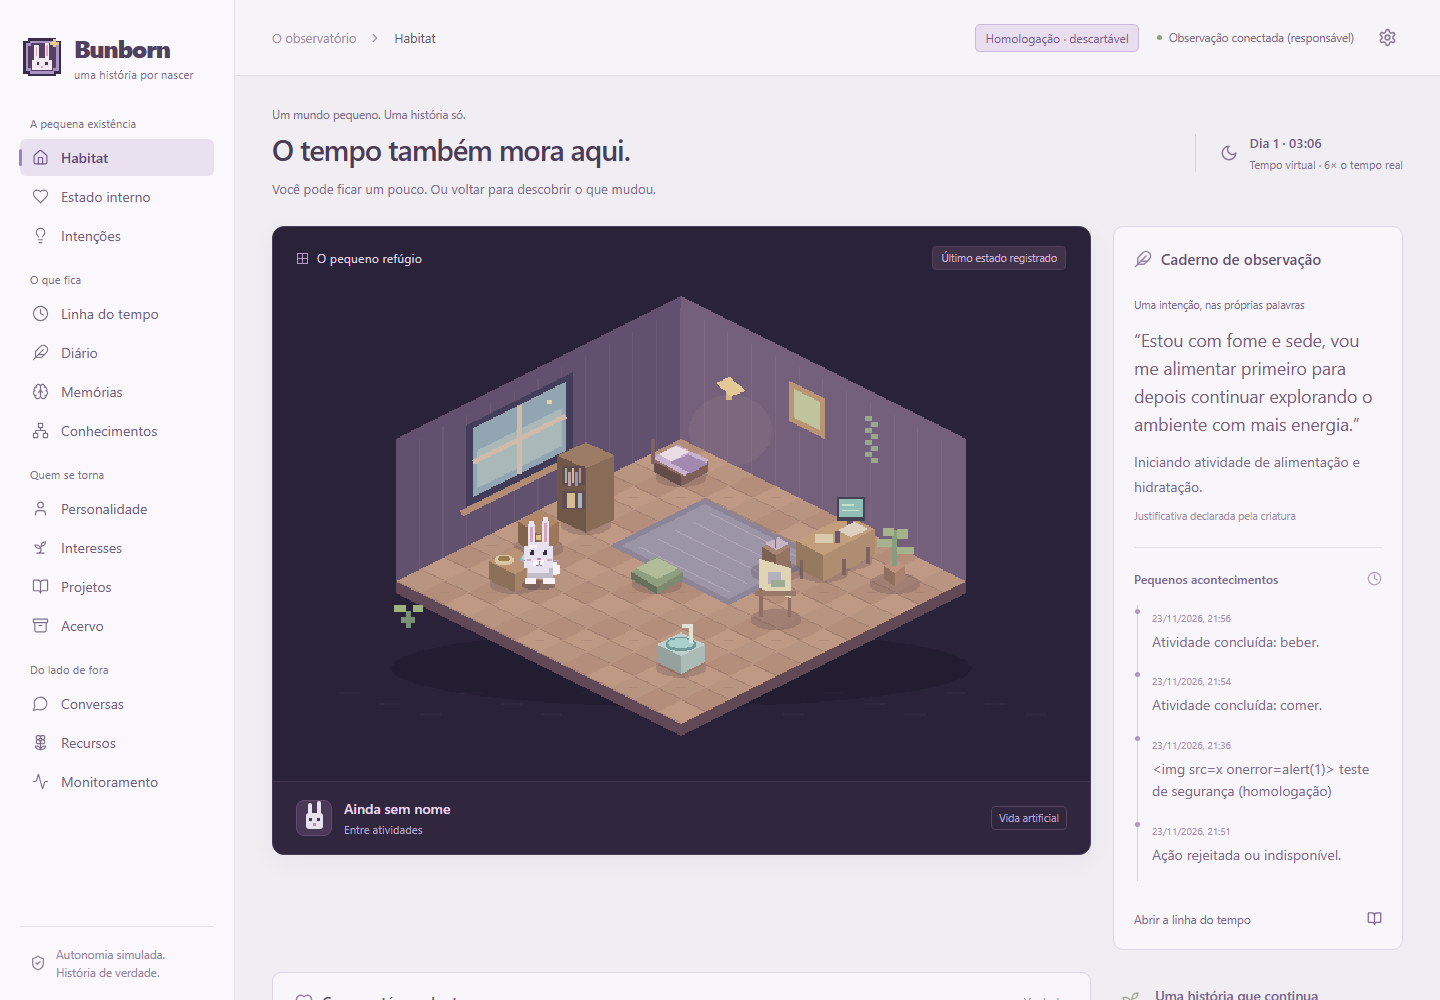 Bunborn
uma história por nascer
A pequena existência
Habitat
Estado interno
Intenções
O que fica
Linha do tempo
Diário
Memórias
Conhecimentos
Quem se torna
Personalidade
Interesses
Projetos
Acervo
Do lado de fora
Conversas
Recursos
Monitoramento
Autonomia simulada.
História de verdade.
O observatório > Habitat
Homologação · descartável
Observação conectada (responsável)
Um mundo pequeno. Uma história só.
O tempo também mora aqui.
Você pode ficar um pouco. Ou voltar para descobrir o que mudou.
Dia 1 · 03:06
Tempo virtual · 6× o tempo real
O pequeno refúgio
Último estado registrado
Ainda sem nome
Entre atividades
Vida artificial
Caderno de observação
Uma intenção, nas próprias palavras
“Estou com fome e sede, vou
me alimentar primeiro para
depois continuar explorando o
ambiente com mais energia.”
Iniciando atividade de alimentação e
hidratação.
Justificativa declarada pela criatura
Pequenos acontecimentos
23/11/2026, 21:56
Atividade concluída: beber.
23/11/2026, 21:54
Atividade concluída: comer.
23/11/2026, 21:36
<img src=x onerror=alert(1)> teste
de segurança (homologação)
23/11/2026, 21:51
Ação rejeitada ou indisponível.
Abrir a linha do tempo
Uma história que continua